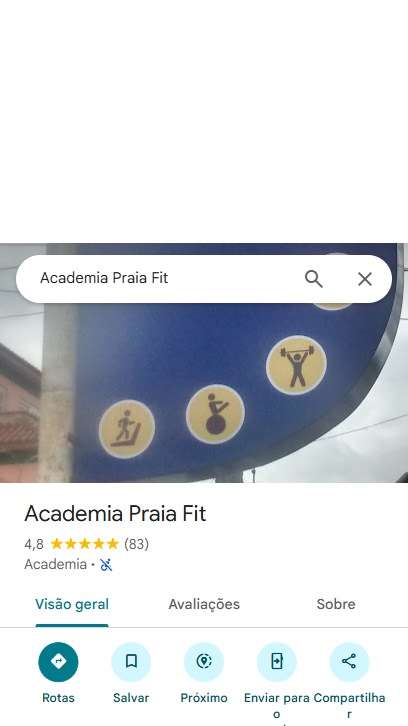 Academia Praia Fit
Academia Praia Fit
4,8 (83)
Academia ·
Visão geral Avaliações Sobre
Rotas Salvar Próximo Enviar para o Compartilhar